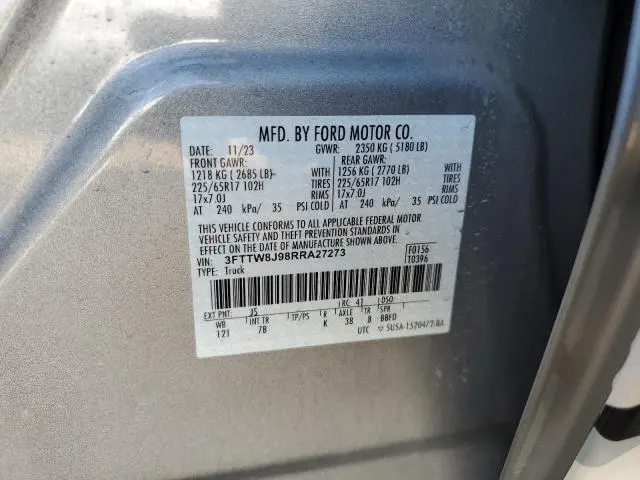 MFD. BY FORD MOTOR CO.
DATE: 11/23 GVWR: 2350 KG ( 5180 LB)
FRONT GAWR: REAR GAWR:
1218 KG ( 2685 LB) WITH 1256 KG ( 2770 LB) WITH
225/65R17 102H TIRES 225/65R17 102H TIRES
17x7.0J RIMS 17x7.0J RIMS
AT 240 kPa/ 35 PSI COLD AT 240 kPa/ 35 PSI COLD
THIS VEHICLE CONFORMS TO ALL APPLICABLE FEDERAL MOTOR
VEHICLE SAFETY AND THEFT PREVENTION STANDARDS IN EFFECT ON
THE DATE OF MANUFACTURE SHOWN ABOVE.
VIN: 3FTTW8J98RRA27273 F0156
TYPE: Truck T0396
EXT PNT: J5 RC: 41 DSO:
WB INT TR TP/PS R AXLE TR SPR
121 7B K 38 8 BBFD
UTC